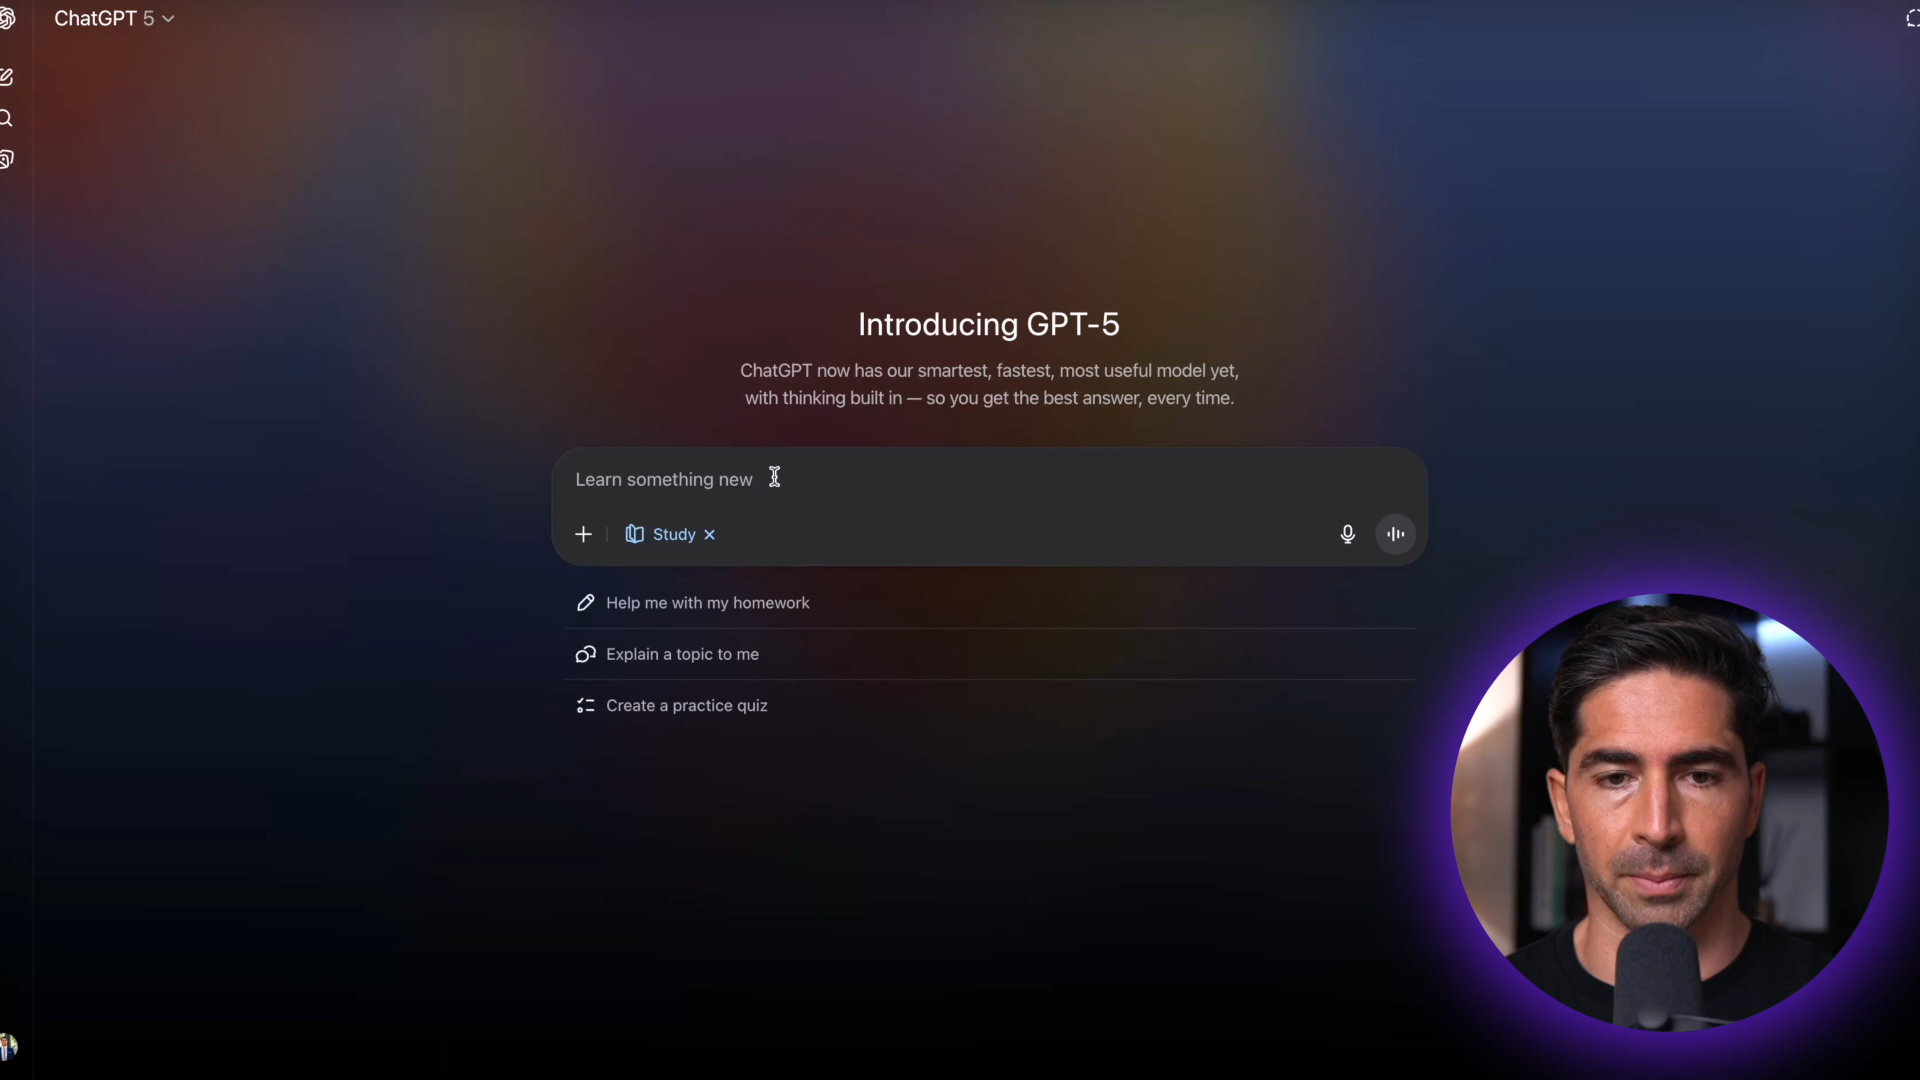 ChatGPT 5
Introducing GPT-5
ChatGPT now has our smartest, fastest, most useful model yet,
with thinking built in — so you get the best answer, every time.
Learn something new
Study
Help me with my homework
Explain a topic to me
Create a practice quiz